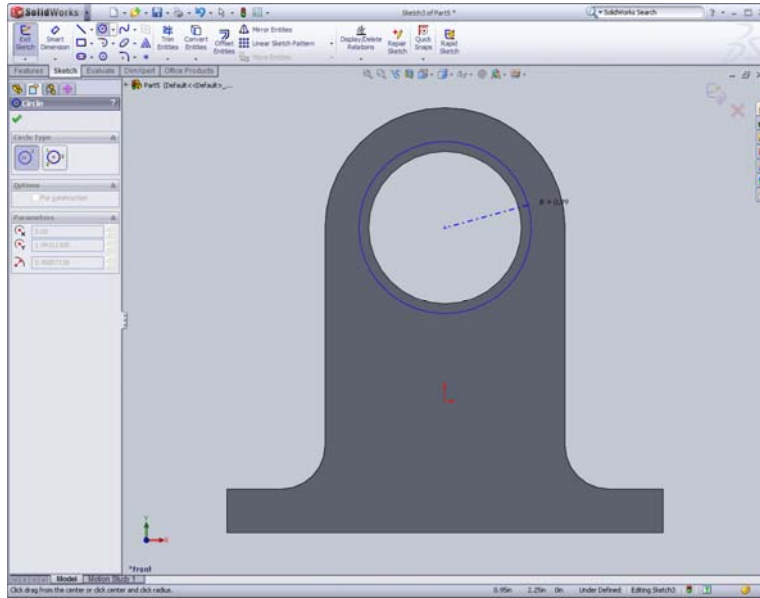 SolidWorks
Sketch3 of Part5 *
SolidWorks Search
Exit Sketch
Smart Dimension
Trim Entities
Convert Entities
Offset Entities
Mirror Entities
Linear Sketch Pattern
Move Entities
Display/Delete Relations
Repair Sketch
Quick Snaps
Rapid Sketch
Features Sketch Evaluate DimXpert Office Products
Part5 (Default<<Default>_...
Circle ?
Circle Type
Options
For construction
Parameters
0.00
R = 0.99
Y
X
*Front
Model Motion Study 1
Click drag from the center or click center and click radius.
0.95in 2.25in 0in Under Defined Editing Sketch3